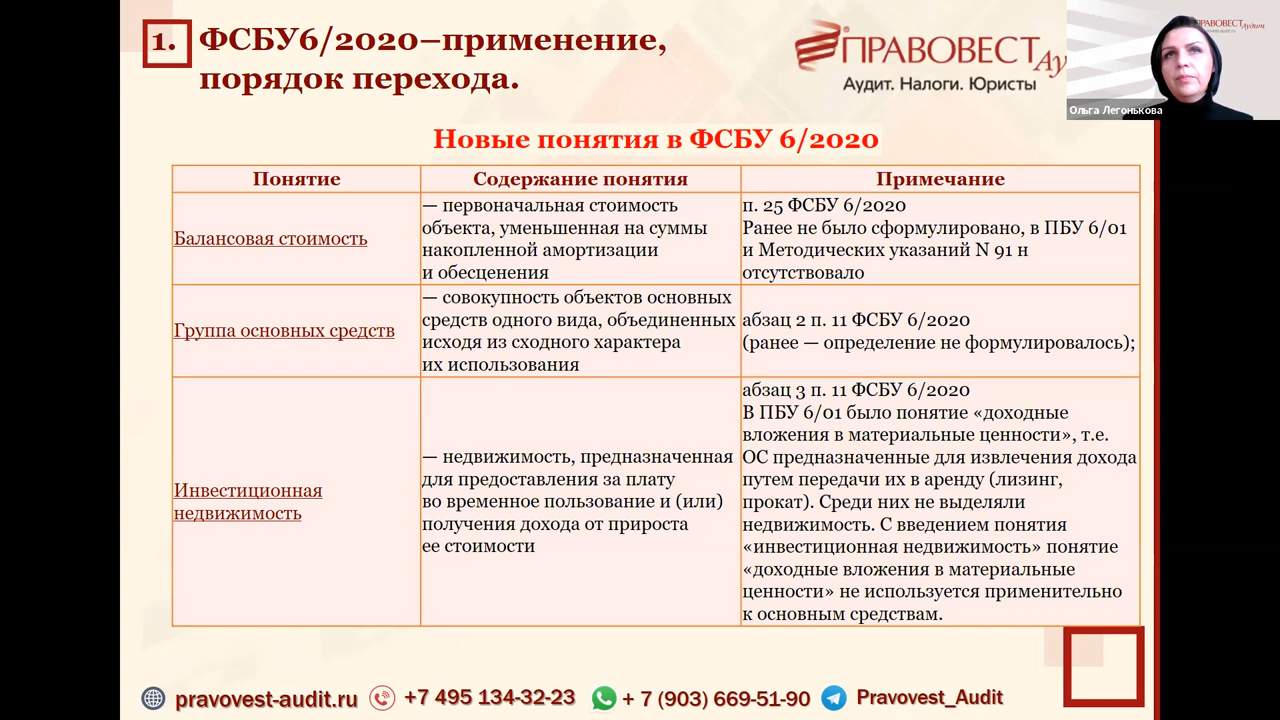 1. ФСБУ6/2020–применение,
порядок перехода.
ПРАВОВЕСТ Ау
Аудит. Налоги. Юристы
ПРАВОВЕСТ Аудит
Ольга Легонькова
Новые понятия в ФСБУ 6/2020
Понятие
Содержание понятия
Примечание
Балансовая стоимость
— первоначальная стоимость
объекта, уменьшенная на суммы
накопленной амортизации
и обесценения
п. 25 ФСБУ 6/2020
Ранее не было сформулировано, в ПБУ 6/01
и Методических указаний N 91 н
отсутствовало
Группа основных средств
— совокупность объектов основных
средств одного вида, объединенных
исходя из сходного характера
их использования
абзац 2 п. 11 ФСБУ 6/2020
(ранее — определение не формулировалось);
Инвестиционная
недвижимость
— недвижимость, предназначенная
для предоставления за плату
во временное пользование и (или)
получения дохода от прироста
ее стоимости
абзац 3 п. 11 ФСБУ 6/2020
В ПБУ 6/01 было понятие «доходные
вложения в материальные ценности», т.е.
ОС предназначенные для извлечения дохода
путем передачи их в аренду (лизинг,
прокат). Среди них не выделяли
недвижимость. С введением понятия
«инвестиционная недвижимость» понятие
«доходные вложения в материальные
ценности» не используется применительно
к основным средствам.
pravovest-audit.ru
+7 495 134-32-23
+ 7 (903) 669-51-90
Pravovest_Audit